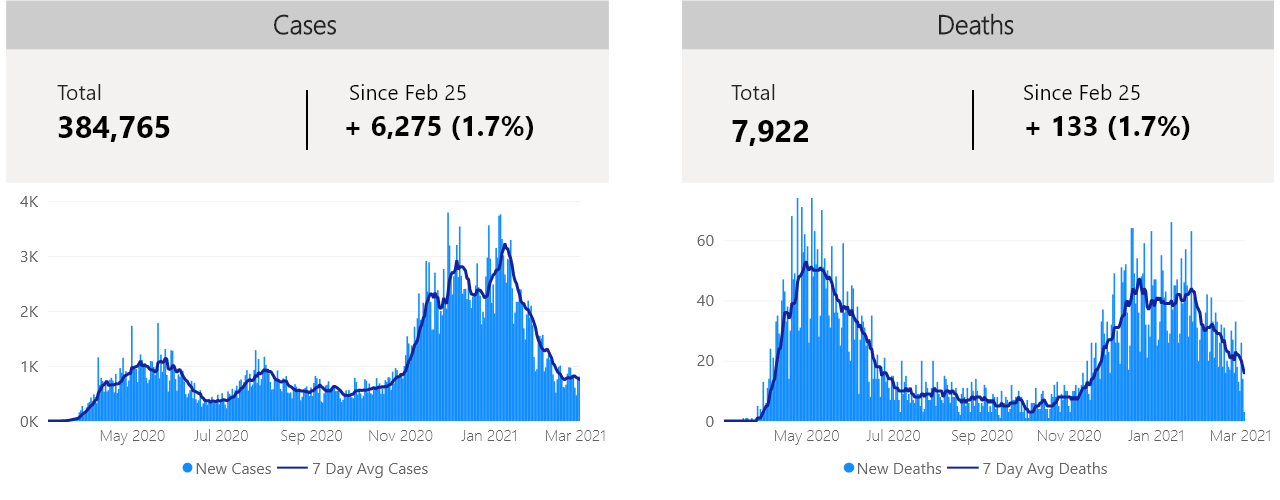 Cases
Total
Since Feb 25
384,765
+ 6,275 (1.7%)
4K
3K
2K
1K
0K
May 2020
Jul 2020
Sep 2020
Nov 2020
Jan 2021
Mar 2021
New Cases
7 Day Avg Cases
Deaths
Total
Since Feb 25
7,922
+ 133 (1.7%)
60
40
20
0
May 2020
Jul 2020
Sep 2020
Nov 2020
Jan 2021
Mar 2021
New Deaths
7 Day Avg Deaths